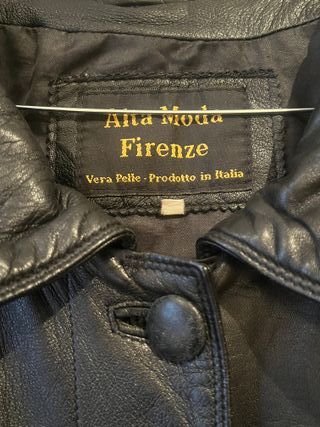 Alta Moda
Firenze
Vera Pelle - Prodotto in Italia